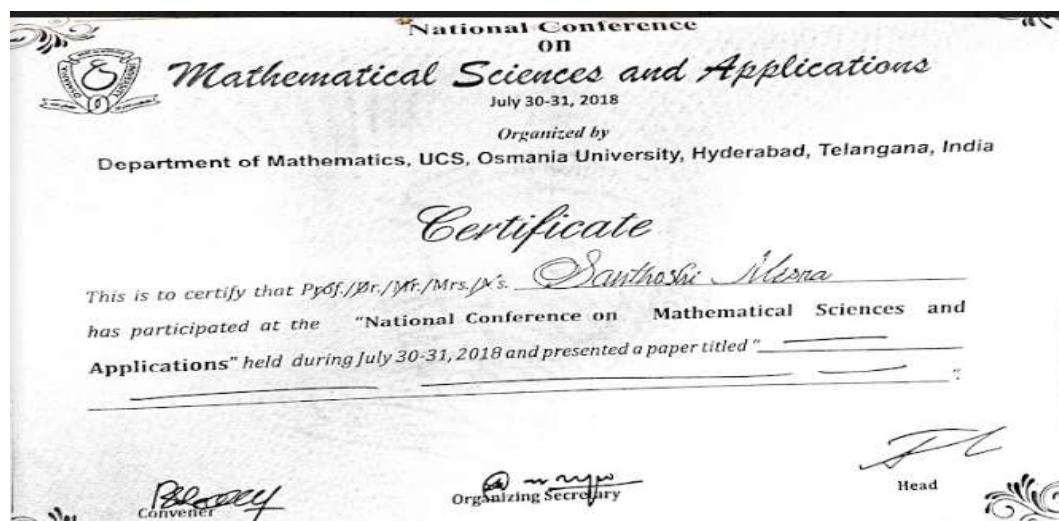 National Conference
on
Mathematical Sciences and Applications
July 30-31, 2018
Organized by
Department of Mathematics, UCS, Osmania University, Hyderabad, Telangana, India
Certificate
This is to certify that Prof./Dr./Mr./Mrs./Ms. Santhoshi
has participated at the "National Conference on Mathematical Sciences and
Applications" held during July 30-31, 2018 and presented a paper titled "
".
Convener Organizing Secretary Head